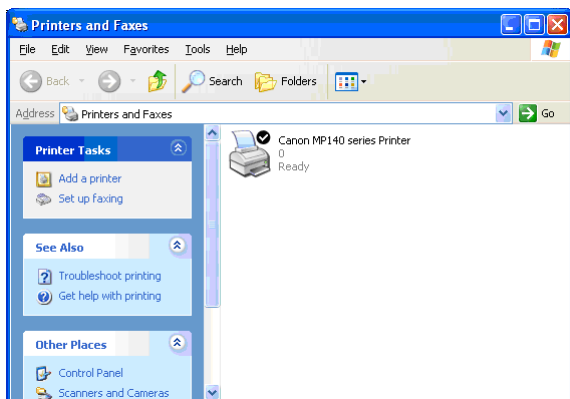 Printers and Faxes
File Edit View Favorites Tools Help
Back Search Folders
Address Printers and Faxes Go
Printer Tasks
Add a printer
Set up faxing
See Also
Troubleshoot printing
Get help with printing
Other Places
Control Panel
Scanners and Cameras
Canon MP140 series Printer
0
Ready